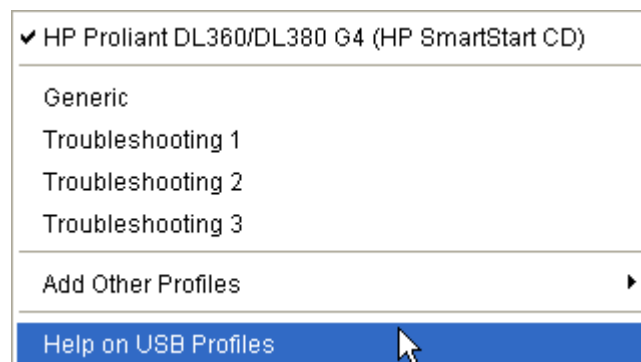 HP Proliant DL360/DL380 G4 (HP SmartStart CD)
Generic
Troubleshooting 1
Troubleshooting 2
Troubleshooting 3
Add Other Profiles
Help on USB Profiles